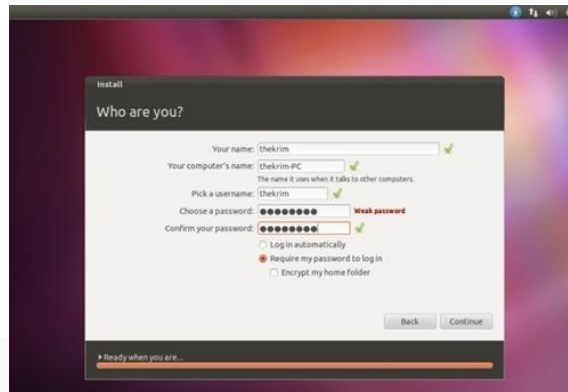 Install
Who are you?
Your name: thekrim
Your computer's name: thekrim-PC
The name it uses when it talks to other computers.
Pick a username: thekrim
Choose a password: ●●●●●●●● Weak password
Confirm your password: ●●●●●●●●
Log in automatically
Require my password to log in
Encrypt my home folder
Back Continue
Ready when you are...